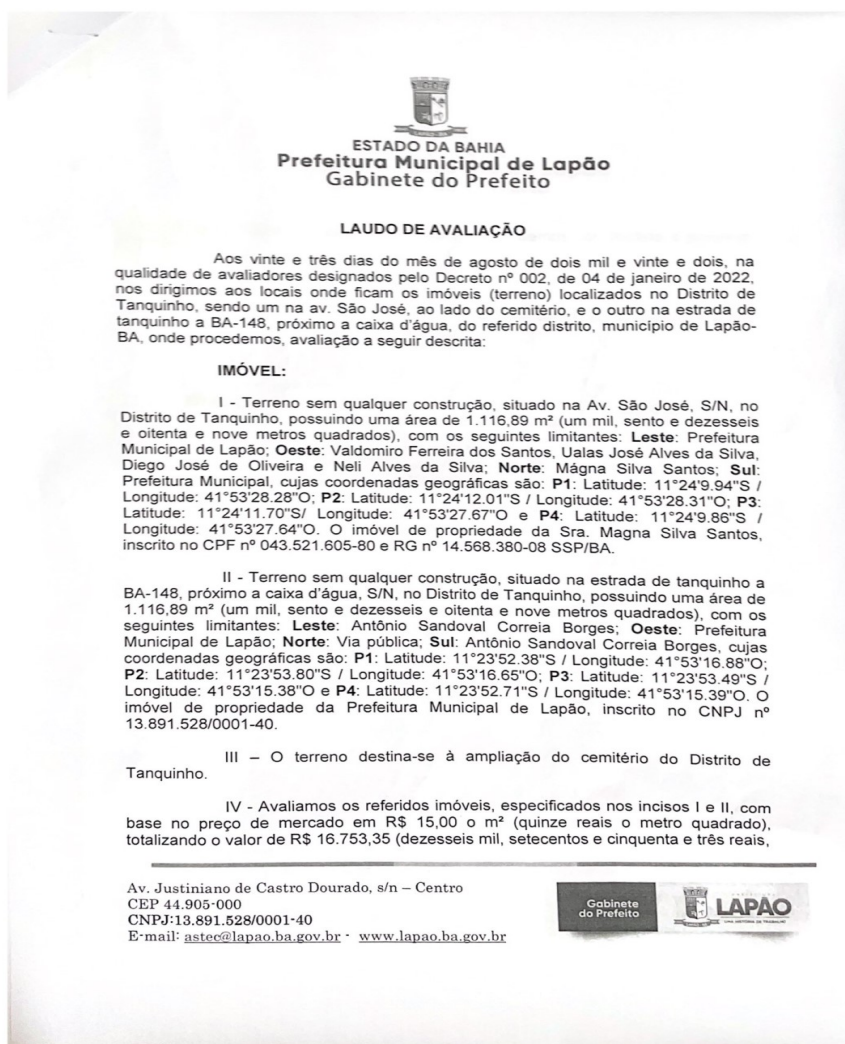 LAPÃO - BA
ESTADO DA BAHIA
Prefeitura Municipal de Lapão
Gabinete do Prefeito
LAUDO DE AVALIAÇÃO
Aos vinte e três dias do mês de agosto de dois mil e vinte e dois, na
qualidade de avaliadores designados pelo Decreto nº 002, de 04 de janeiro de 2022,
nos dirigimos aos locais onde ficam os imóveis (terreno) localizados no Distrito de
Tanquinho, sendo um na av. São José, ao lado do cemitério, e o outro na estrada de
tanquinho a BA-148, próximo a caixa d'água, do referido distrito, município de Lapão-
BA, onde procedemos, avaliação a seguir descrita:
IMÓVEL:
I - Terreno sem qualquer construção, situado na Av. São José, S/N, no
Distrito de Tanquinho, possuindo uma área de 1.116,89 m² (um mil, sento e dezesseis
e oitenta e nove metros quadrados), com os seguintes limitantes: Leste: Prefeitura
Municipal de Lapão; Oeste: Valdomiro Ferreira dos Santos, Ualas José Alves da Silva,
Diego José de Oliveira e Neli Alves da Silva; Norte: Mágna Silva Santos; Sul:
Prefeitura Municipal, cujas coordenadas geográficas são: P1: Latitude: 11°24'9.94"S /
Longitude: 41°53'28.28"O; P2: Latitude: 11°24'12.01"S / Longitude: 41°53'28.31"O; P3:
Latitude: 11°24'11.70"S/ Longitude: 41°53'27.67"O e P4: Latitude: 11°24'9.86"S /
Longitude: 41°53'27.64"O. O imóvel de propriedade da Sra. Magna Silva Santos,
inscrito no CPF nº 043.521.605-80 e RG nº 14.568.380-08 SSP/BA.
II - Terreno sem qualquer construção, situado na estrada de tanquinho a
BA-148, próximo a caixa d'água, S/N, no Distrito de Tanquinho, possuindo uma área de
1.116,89 m² (um mil, sento e dezesseis e oitenta e nove metros quadrados), com os
seguintes limitantes: Leste: Antônio Sandoval Correia Borges; Oeste: Prefeitura
Municipal de Lapão; Norte: Via pública; Sul: Antônio Sandoval Correia Borges, cujas
coordenadas geográficas são: P1: Latitude: 11°23'52.38"S / Longitude: 41°53'16.88"O;
P2: Latitude: 11°23'53.80"S / Longitude: 41°53'16.65"O; P3: Latitude: 11°23'53.49"S /
Longitude: 41°53'15.38"O e P4: Latitude: 11°23'52.71"S / Longitude: 41°53'15.39"O. O
imóvel de propriedade da Prefeitura Municipal de Lapão, inscrito no CNPJ nº
13.891.528/0001-40.
III – O terreno destina-se à ampliação do cemitério do Distrito de
Tanquinho.
IV - Avaliamos os referidos imóveis, especificados nos incisos I e II, com
base no preço de mercado em R$ 15,00 o m² (quinze reais o metro quadrado),
totalizando o valor de R$ 16.753,35 (dezesseis mil, setecentos e cinquenta e três reais,
Av. Justiniano de Castro Dourado, s/n – Centro
CEP 44.905-000
CNPJ:13.891.528/0001-40
E-mail: astec@lapao.ba.gov.br - www.lapao.ba.gov.br
Gabinete
do Prefeito
PREFEITURA
LAPÃO
UMA HISTÓRIA DE TRABALHO